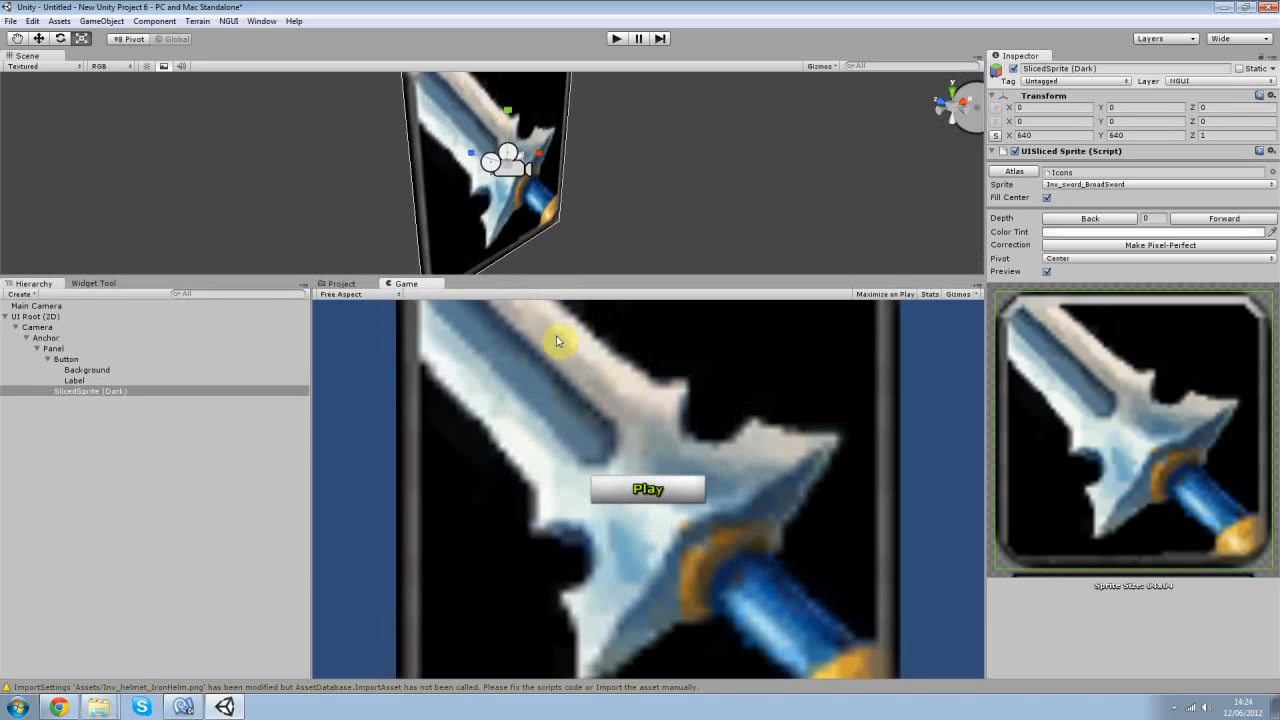 Unity - Untitled - New Unity Project 6 - PC and Mac Standalone*
File Edit Assets GameObject Component Terrain NGUI Window Help
Pivot Global Layers Wide
Scene
Textured RGB Gizmos All
Inspector
SlicedSprite (Dark) Static
Tag Untagged Layer NGUI
Transform
P X 0 Y 0 Z 0
R X 0 Y 0 Z 0
S X 640 Y 640 Z 1
UISliced Sprite (Script)
Atlas Icons
Sprite Inv_sword_BroadSword
Fill Center
Depth Back 0 Forward
Color Tint
Correction Make Pixel-Perfect
Pivot Center
Preview
Sprite Size: 64x64
Hierarchy Widget Tool
Create All
Main Camera
UI Root (2D)
Camera
Anchor
Panel
Button
Background
Label
SlicedSprite (Dark)
Project Game
Free Aspect Maximize on Play Stats Gizmos
Play
ImportSettings 'Assets/Inv_helmet_IronHelm.png' has been modified but AssetDatabase.ImportAsset has not been called. Please fix the scripts code or Import the asset manually.
14:24
12/06/2012